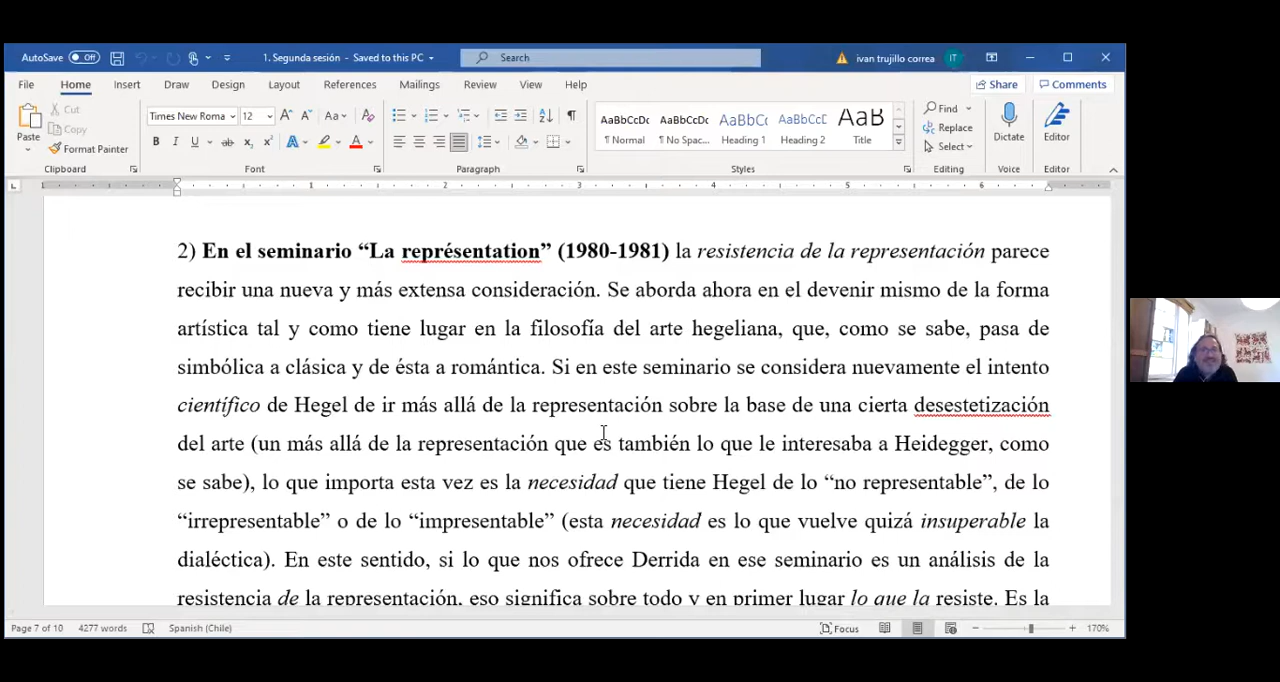 AutoSave Off 1. Segunda sesión - Saved to this PC Search ivan trujillo correa IT
File Home Insert Draw Design Layout References Mailings Review View Help Share Comments
Paste Cut Copy Format Painter Clipboard
Times New Roma 12 Font
Paragraph
AaBbCcDc AaBbCcDc AaBbCc AaBbCcD AaB
¶ Normal ¶ No Spac... Heading 1 Heading 2 Title
Styles
Find Replace Select Editing
Dictate Voice
Editor Editor
1 1 2 3 4 5 6
2) En el seminario “La représentation” (1980-1981) la resistencia de la representación parece
recibir una nueva y más extensa consideración. Se aborda ahora en el devenir mismo de la forma
artística tal y como tiene lugar en la filosofía del arte hegeliana, que, como se sabe, pasa de
simbólica a clásica y de ésta a romántica. Si en este seminario se considera nuevamente el intento
científico de Hegel de ir más allá de la representación sobre la base de una cierta desestetización
del arte (un más allá de la representación que es también lo que le interesaba a Heidegger, como
se sabe), lo que importa esta vez es la necesidad que tiene Hegel de lo “no representable”, de lo
“irrepresentable” o de lo “impresentable” (esta necesidad es lo que vuelve quizá insuperable la
dialéctica). En este sentido, si lo que nos ofrece Derrida en ese seminario es un análisis de la
resistencia de la representación, eso significa sobre todo y en primer lugar lo que la resiste. Es la
Page 7 of 10 4277 words Spanish (Chile) Focus 170%